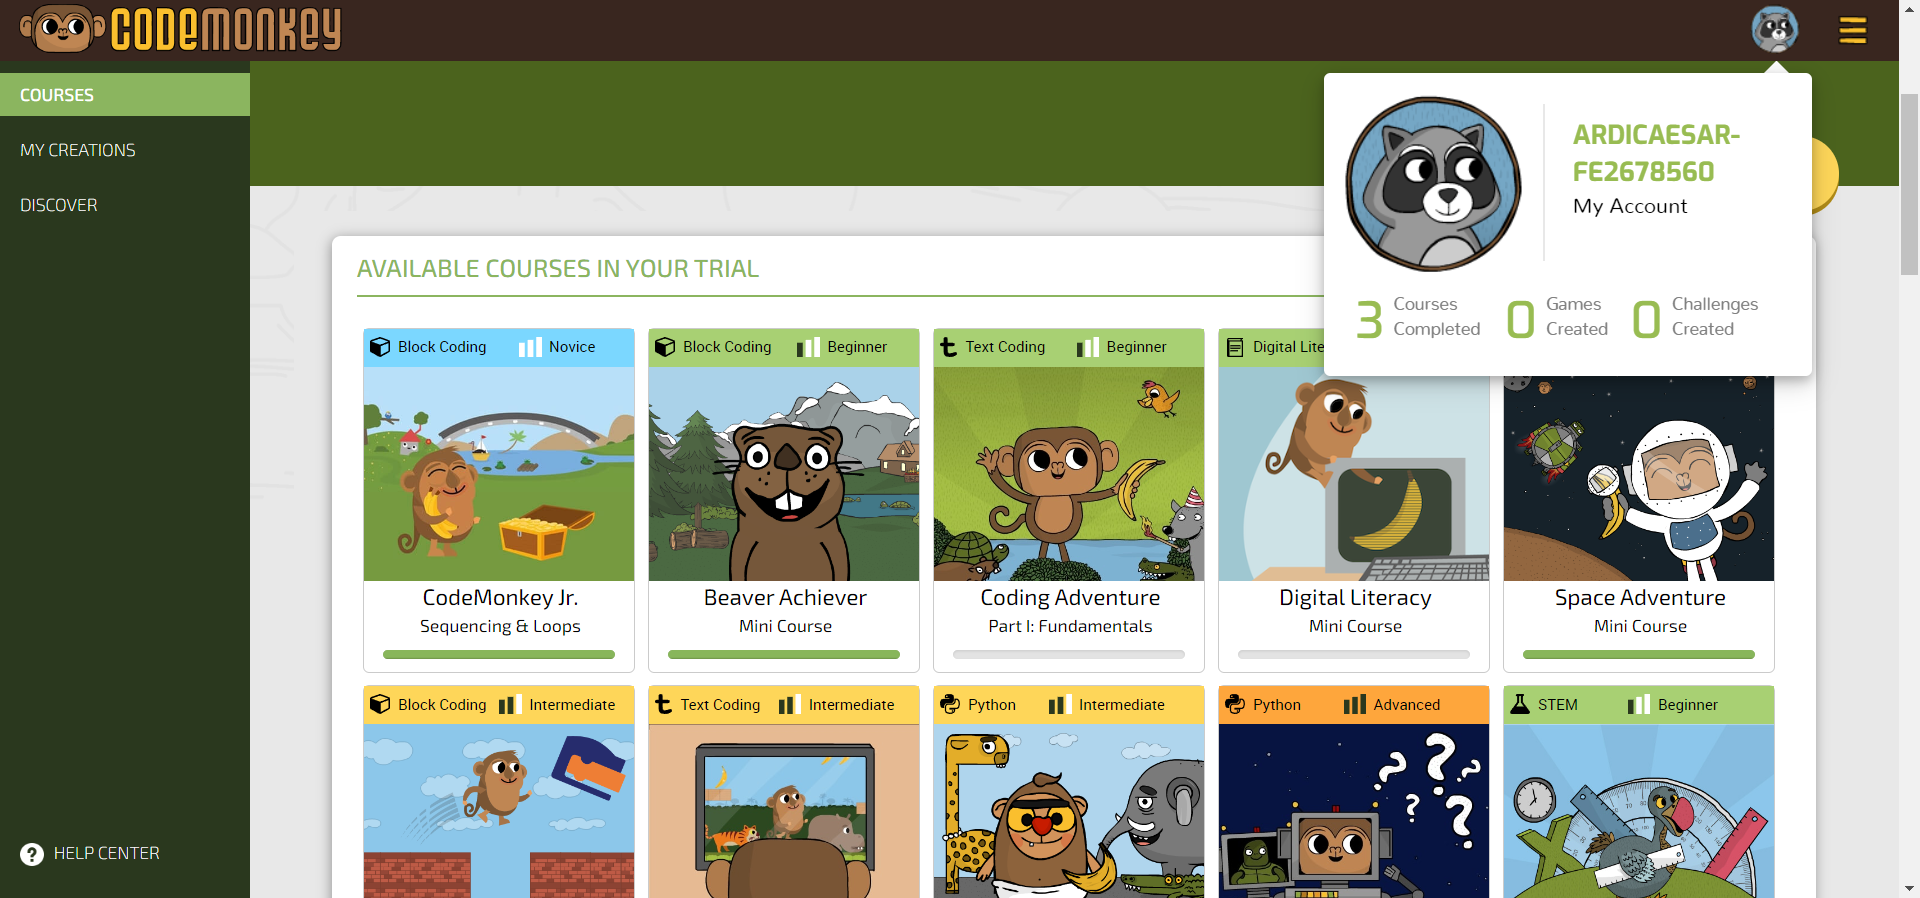 CODEMONKEY
COURSES
MY CREATIONS
DISCOVER
HELP CENTER
ARDICAESAR-
FE2678560
My Account
3 Courses Completed
0 Games Created
0 Challenges Created
AVAILABLE COURSES IN YOUR TRIAL
Block Coding Novice
CodeMonkey Jr.
Sequencing & Loops
Block Coding Beginner
Beaver Achiever
Mini Course
Text Coding Beginner
Coding Adventure
Part I: Fundamentals
Digital Lite
Digital Literacy
Mini Course
Space Adventure
Mini Course
Block Coding Intermediate
Text Coding Intermediate
Python Intermediate
Python Advanced
? ? ? ? ?
STEM Beginner